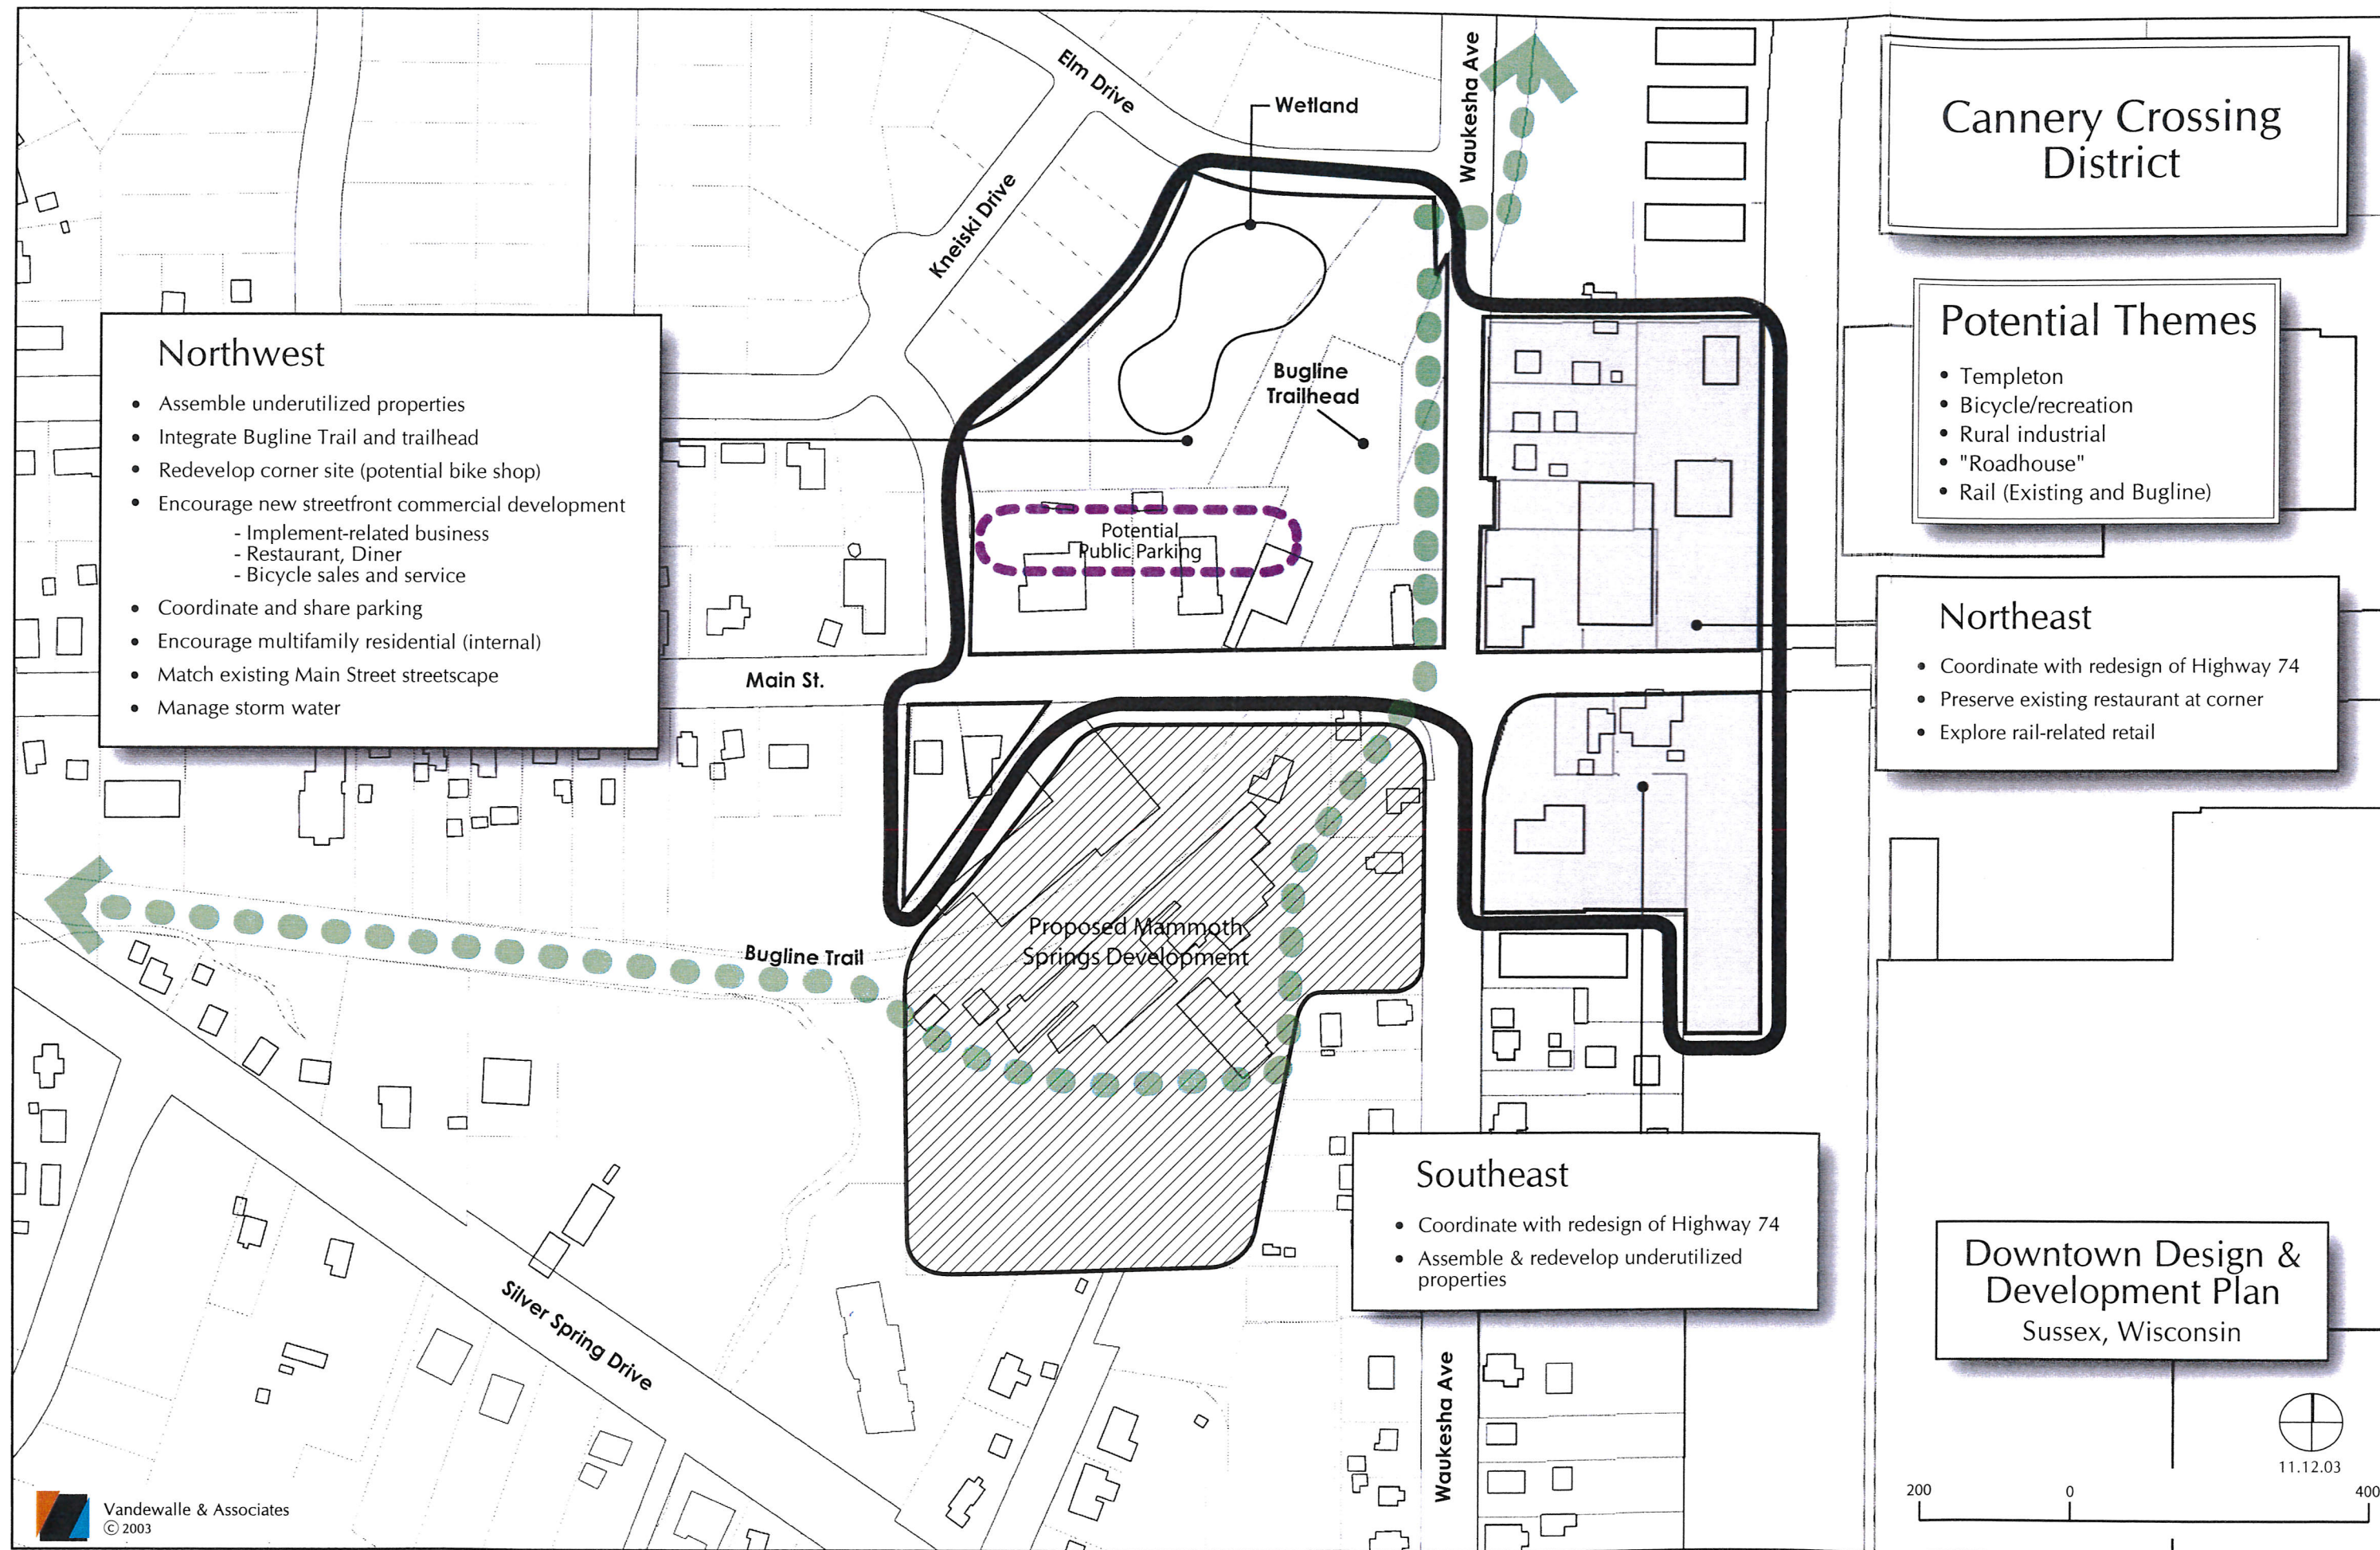 Cannery Crossing
District
Elm Drive
Wetland
Waukesha Ave
Kneiski Drive
Potential Themes
• Templeton
• Bicycle/recreation
• Rural industrial
• "Roadhouse"
• Rail (Existing and Bugline)
Northwest
• Assemble underutilized properties
• Integrate Bugline Trail and trailhead
• Redevelop corner site (potential bike shop)
• Encourage new streetfront commercial development
- Implement-related business
- Restaurant, Diner
- Bicycle sales and service
• Coordinate and share parking
• Encourage multifamily residential (internal)
• Match existing Main Street streetscape
• Manage storm water
Bugline
Trailhead
Potential
Public Parking
Northeast
• Coordinate with redesign of Highway 74
• Preserve existing restaurant at corner
• Explore rail-related retail
Main St.
Proposed Mammoth
Springs Development
Bugline Trail
Southeast
• Coordinate with redesign of Highway 74
• Assemble & redevelop underutilized
properties
Silver Spring Drive
Waukesha Ave
Downtown Design &
Development Plan
Sussex, Wisconsin
11.12.03
200 0 400
Vandewalle & Associates
© 2003